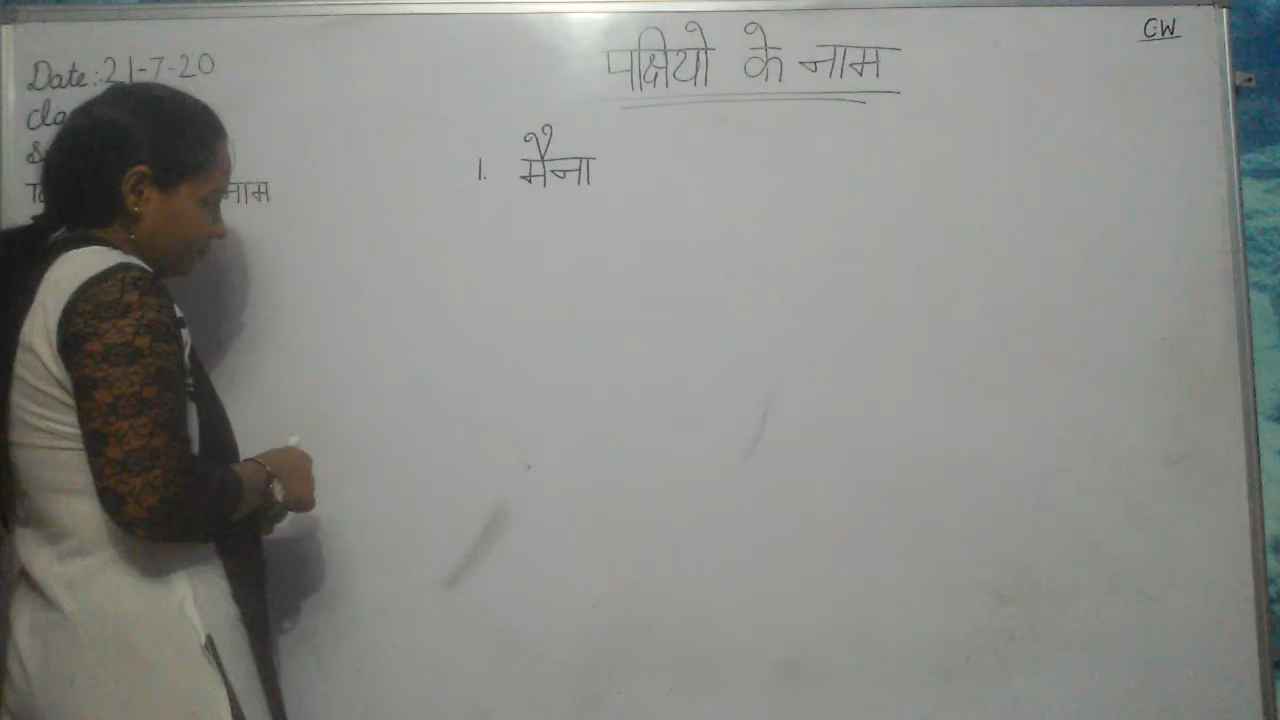 CW
पक्षियो के नाम
Date:-21-7-20
नाम
1. मैना